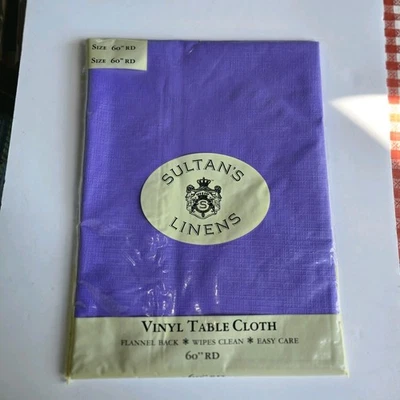 SIZE 60" RD
SIZE 60" RD
SULTAN'S
S
LINENS
VINYL TABLE CLOTH
FLANNEL BACK * WIPES CLEAN * EASY CARE
60" RD